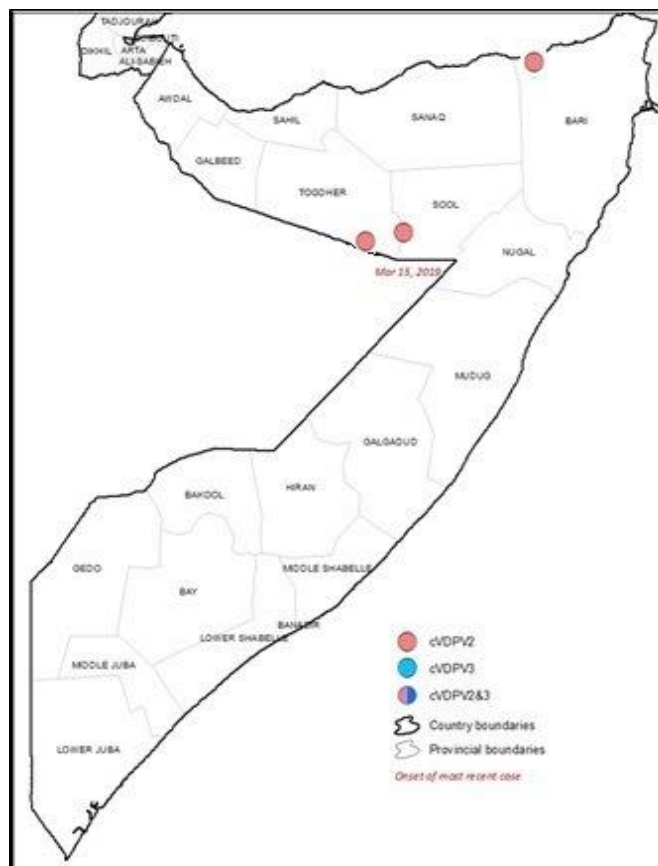 TADJOURAH
DIKHIL
ARTA
ALI-SABIEH
AWDAL
SAHIL
SANAQ
BARI
GALBEED
TOGDHER
SOOL
NUGAL
Mar 15, 2019
MUDUG
GALGADUD
HIRAN
BAKOOL
GEDO
BAY
MIDDLE SHABELLE
BANADIR
LOWER SHABELLE
MIDDLE JUBA
LOWER JUBA
cVDPV2
cVDPV3
cVDPV2&3
Country boundaries
Provincial boundaries
Onset of most recent case